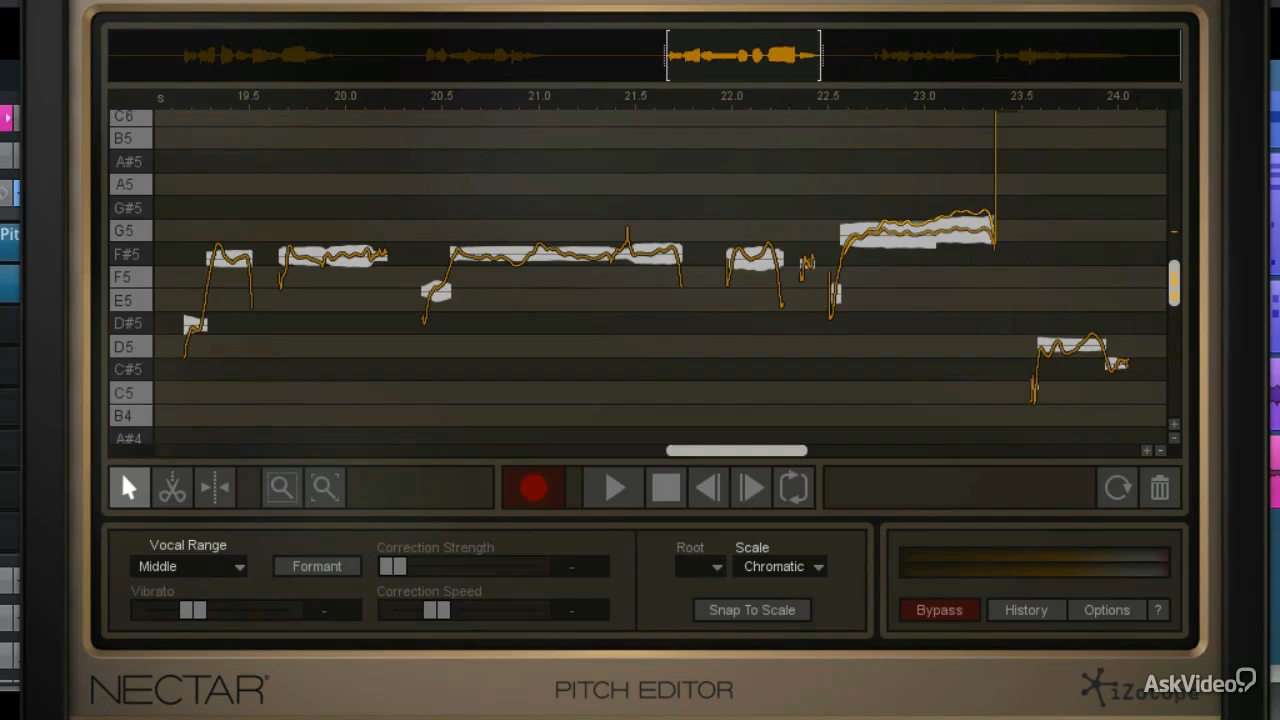 s 19.5 20.0 20.5 21.0 21.5 22.0 22.5 23.0 23.5 24.0
C6
B5
A#5
A5
G#5
G5
F#5
F5
E5
D#5
D5
C#5
C5
B4
A#4
Pit
+ -
Vocal Range
Correction Strength
Root
Scale
Middle
Formant
-
Chromatic
Vibrato
Correction Speed
-
-
Snap To Scale
Bypass
History
Options
?
NECTAR
PITCH EDITOR
iZotope
AskVideo